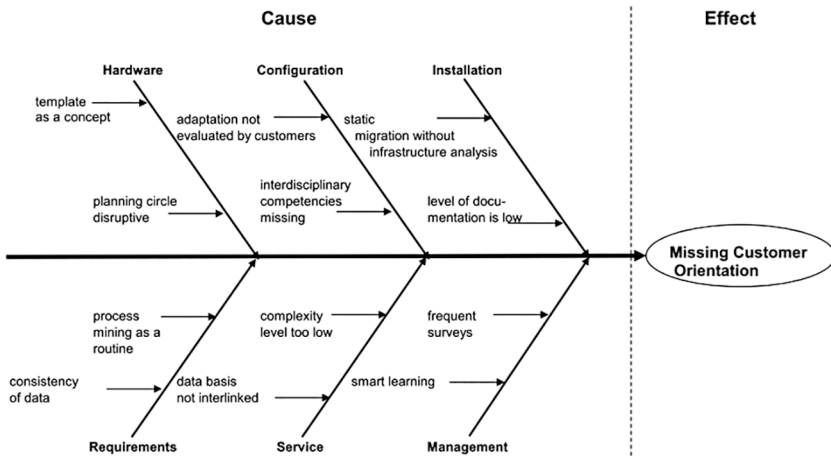 Cause
Effect
Hardware
Configuration
Installation
template
as a concept
adaptation not
evaluated by customers
static
migration without
infrastructure analysis
planning circle
disruptive
interdisciplinary
competencies
missing
level of docu-
mentation is low
Missing Customer
Orientation
process
mining as a
routine
complexity
level too low
frequent
surveys
consistency
of data
data basis
not interlinked
smart learning
Requirements
Service
Management